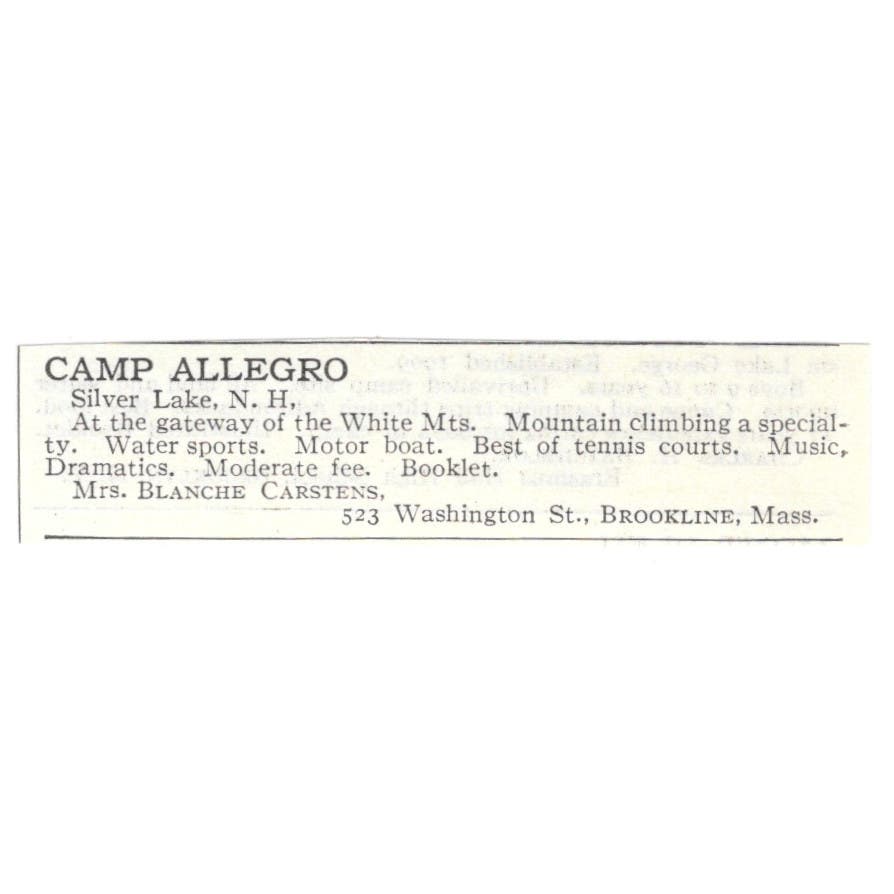 CAMP ALLEGRO
Silver Lake, N. H,
At the gateway of the White Mts. Mountain climbing a special-
ty. Water sports. Motor boat. Best of tennis courts. Music,
Dramatics. Moderate fee. Booklet.
Mrs. BLANCHE CARSTENS,
523 Washington St., BROOKLINE, Mass.